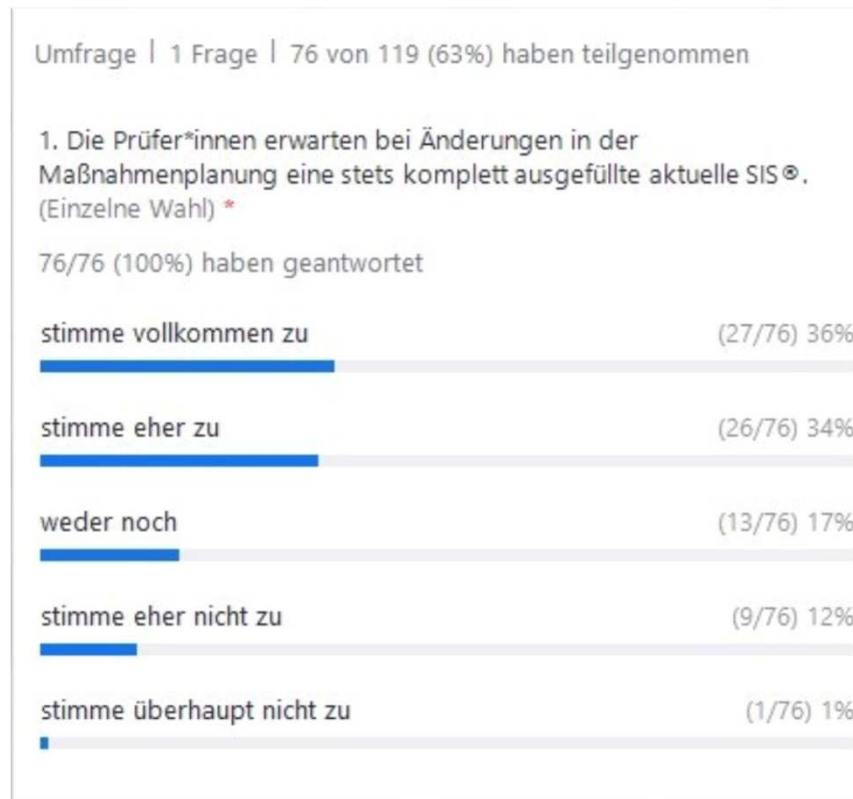 Umfrage | 1 Frage | 76 von 119 (63%) haben teilgenommen
1. Die Prüfer*innen erwarten bei Änderungen in der
Maßnahmenplanung eine stets komplett ausgefüllte aktuelle SIS®.
(Einzelne Wahl) *
76/76 (100%) haben geantwortet
stimme vollkommen zu (27/76) 36%
stimme eher zu (26/76) 34%
weder noch (13/76) 17%
stimme eher nicht zu (9/76) 12%
stimme überhaupt nicht zu (1/76) 1%